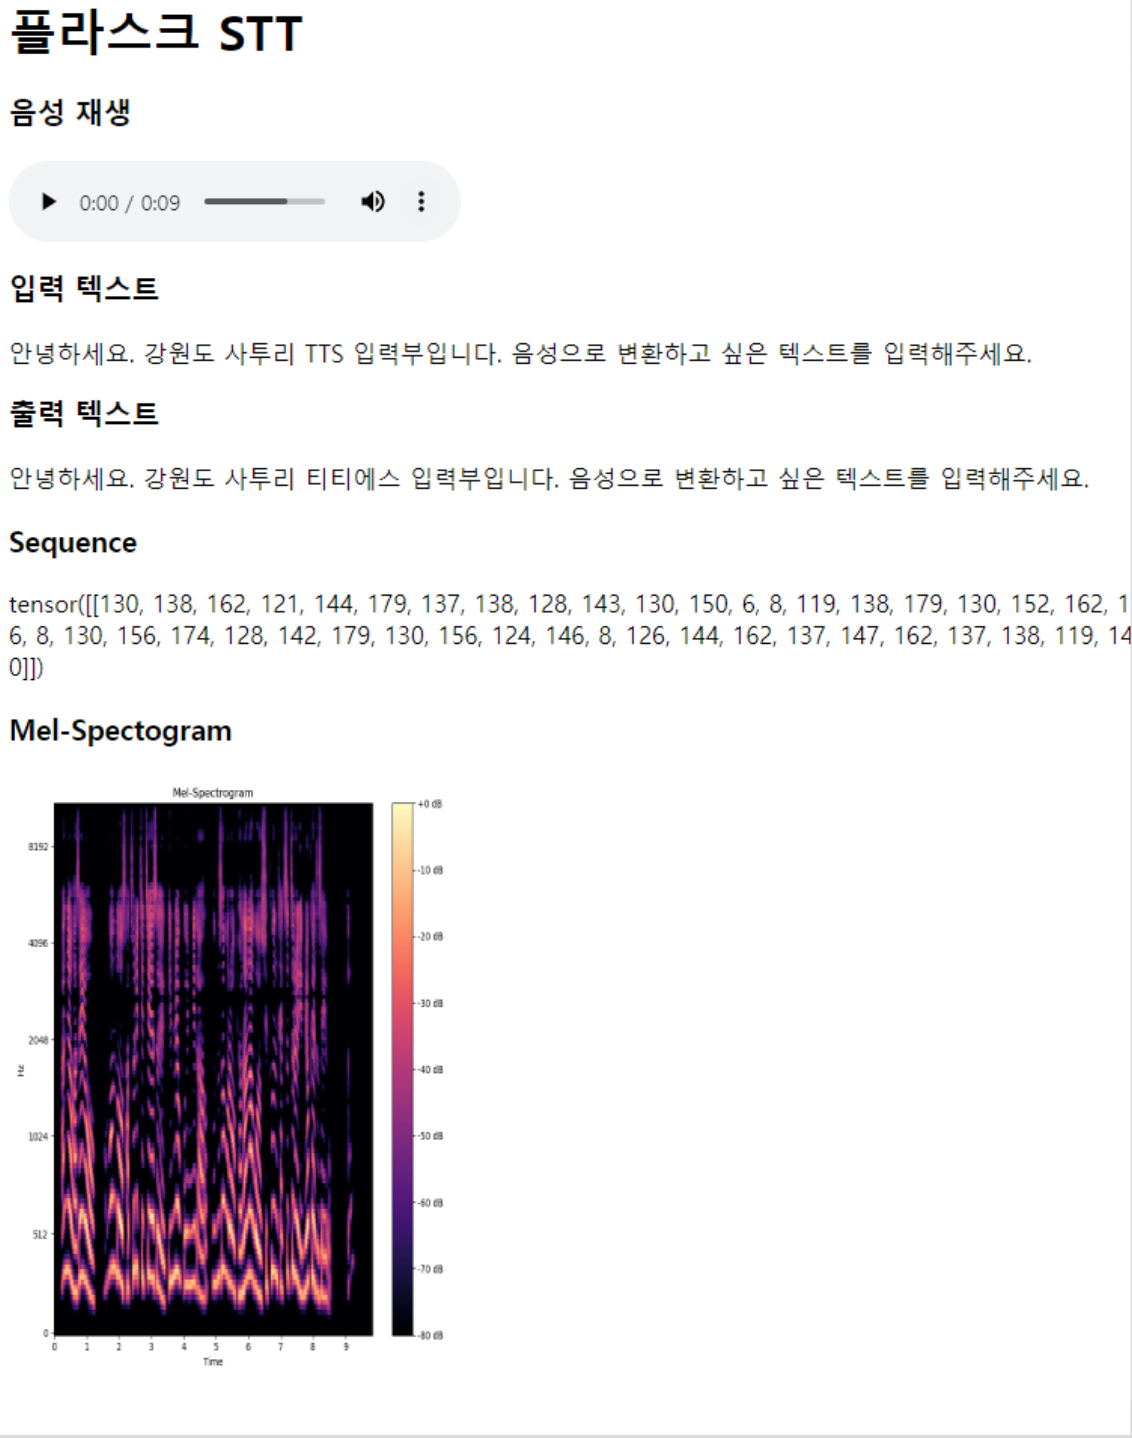 플라스크 STT
음성 재생
0:00 / 0:09
입력 텍스트
안녕하세요. 강원도 사투리 TTS 입력부입니다. 음성으로 변환하고 싶은 텍스트를 입력해주세요.
출력 텍스트
안녕하세요. 강원도 사투리 티티에스 입력부입니다. 음성으로 변환하고 싶은 텍스트를 입력해주세요.
Sequence
tensor([[130, 138, 162, 121, 144, 179, 137, 138, 128, 143, 130, 150, 6, 8, 119, 138, 179, 130, 152, 162, 1
6, 8, 130, 156, 174, 128, 142, 179, 130, 156, 124, 146, 8, 126, 144, 162, 137, 147, 162, 137, 138, 119, 14
0]])
Mel-Spectogram
Mel-Spectrogram
+0 dB
8192
-10 dB
-20 dB
4096
-30 dB
2048
Hz
-40 dB
1024
-50 dB
-60 dB
512
-70 dB
0
-80 dB
0 1 2 3 4 5 6 7 8 9
Time